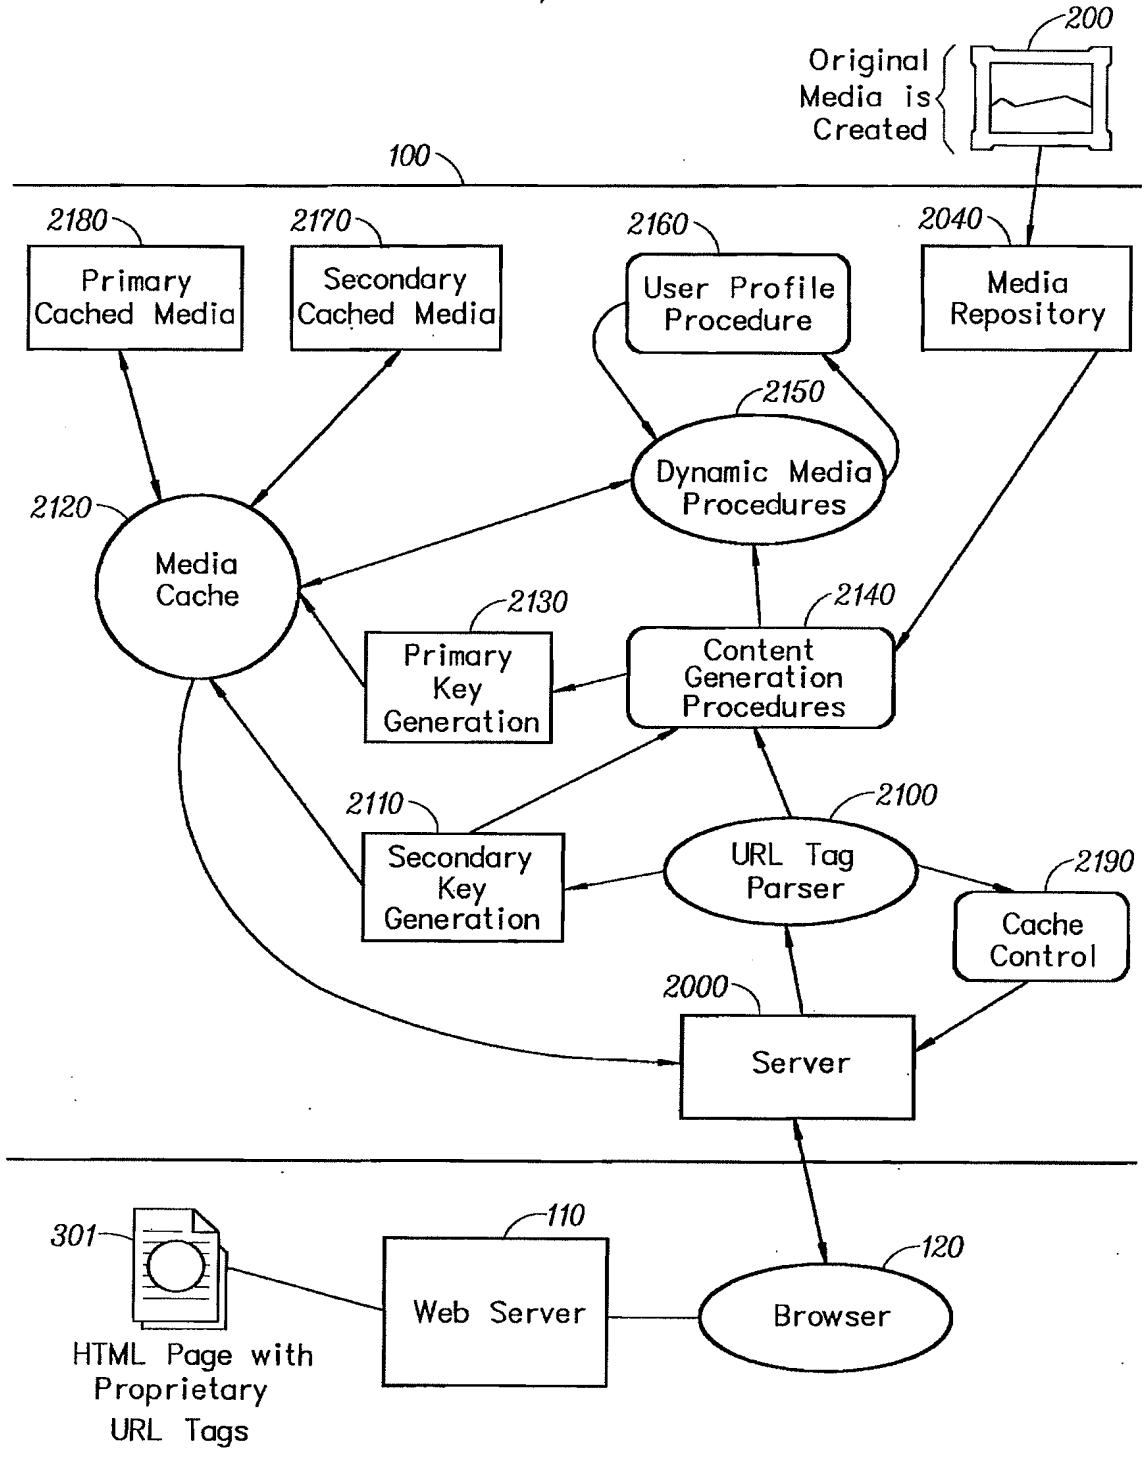 200
Original
Media is
Created
100
2180
2170
2160
2040
Primary
Cached Media
Secondary
Cached Media
User Profile
Procedure
Media
Repository
2150
Dynamic Media
Procedures
2120
Media
Cache
2130
2140
Primary
Key
Generation
Content
Generation
Procedures
2110
2100
Secondary
Key
Generation
URL Tag
Parser
2190
Cache
Control
2000
Server
301
110
120
Web Server
Browser
HTML Page with
Proprietary
URL Tags